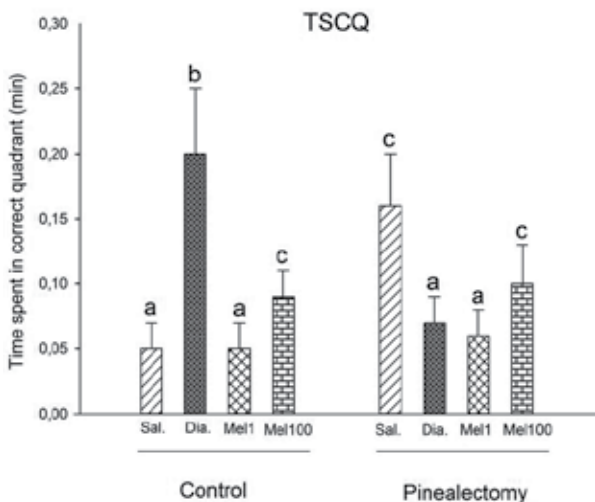 TSCQ
Time spent in correct quadrant (min)
0,30
0,25
0,20
0,15
0,10
0,05
0,00
a b a c c a a c
Sal. Dia. Mel1 Mel100 Sal. Dia. Mel1 Mel100
Control Pinealectomy